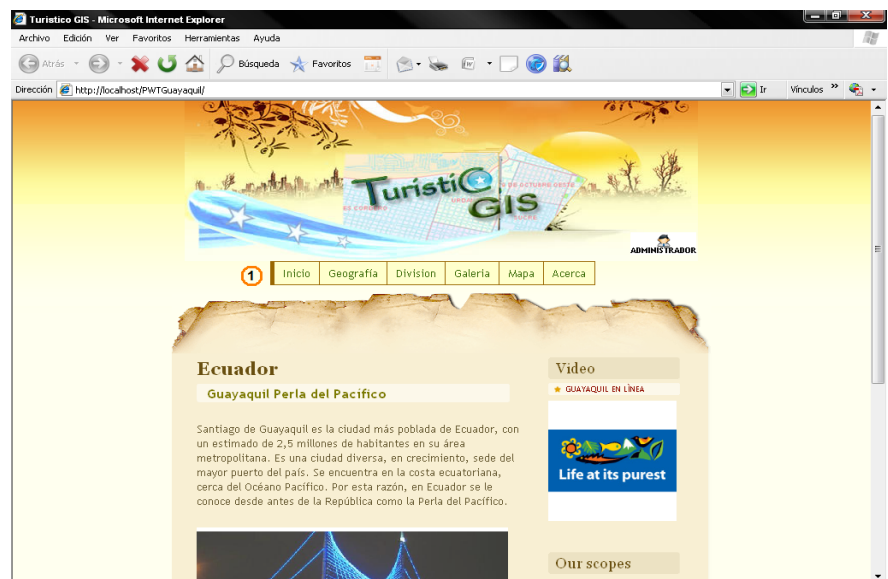 Turistico GIS - Microsoft Internet Explorer
Archivo Edición Ver Favoritos Herramientas Ayuda
Atrás Búsqueda Favoritos
Dirección http://localhost/PWTGuayaquil/ Ir Vínculos »
TurístiCO
GIS
ADMINISTRADOR
1 Inicio Geografía Division Galeria Mapa Acerca
Ecuador
Guayaquil Perla del Pacífico
Santiago de Guayaquil es la ciudad más poblada de Ecuador, con
un estimado de 2,5 millones de habitantes en su área
metropolitana. Es una ciudad diversa, en crecimiento, sede del
mayor puerto del país. Se encuentra en la costa ecuatoriana,
cerca del Océano Pacífico. Por esta razón, en Ecuador se le
conoce desde antes de la República como la Perla del Pacífico.
Video
GUAYAQUIL EN LÌNEA
Life at its purest
Our scopes